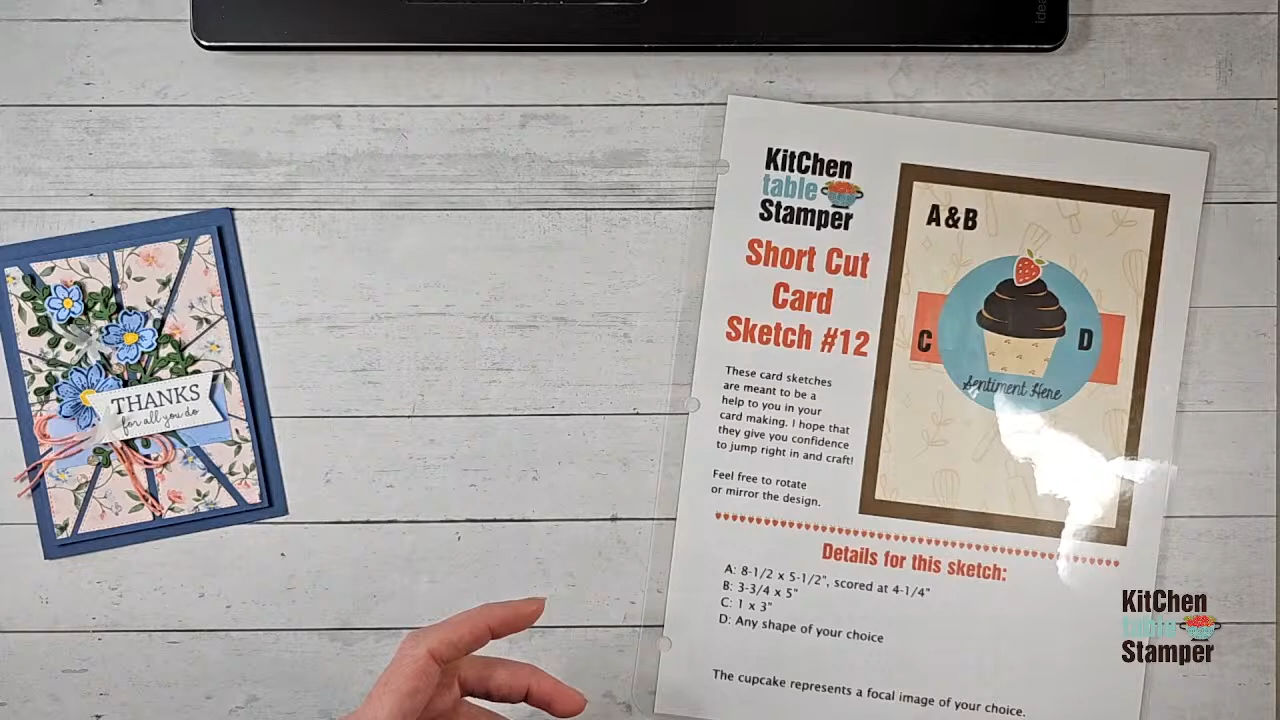 idea
THANKS
for all you do
KitChen
table
Stamper
Short Cut
Card
Sketch #12
These card sketches
are meant to be a
help to you in your
card making. I hope that
they give you confidence
to jump right in and craft!
Feel free to rotate
or mirror the design.
A & B
C
D
Sentiment Here
Details for this sketch:
A: 8-1/2 x 5-1/2", scored at 4-1/4"
B: 3-3/4 x 5"
C: 1 x 3"
D: Any shape of your choice
The cupcake represents a focal image of your choice.
KitChen
table
Stamper